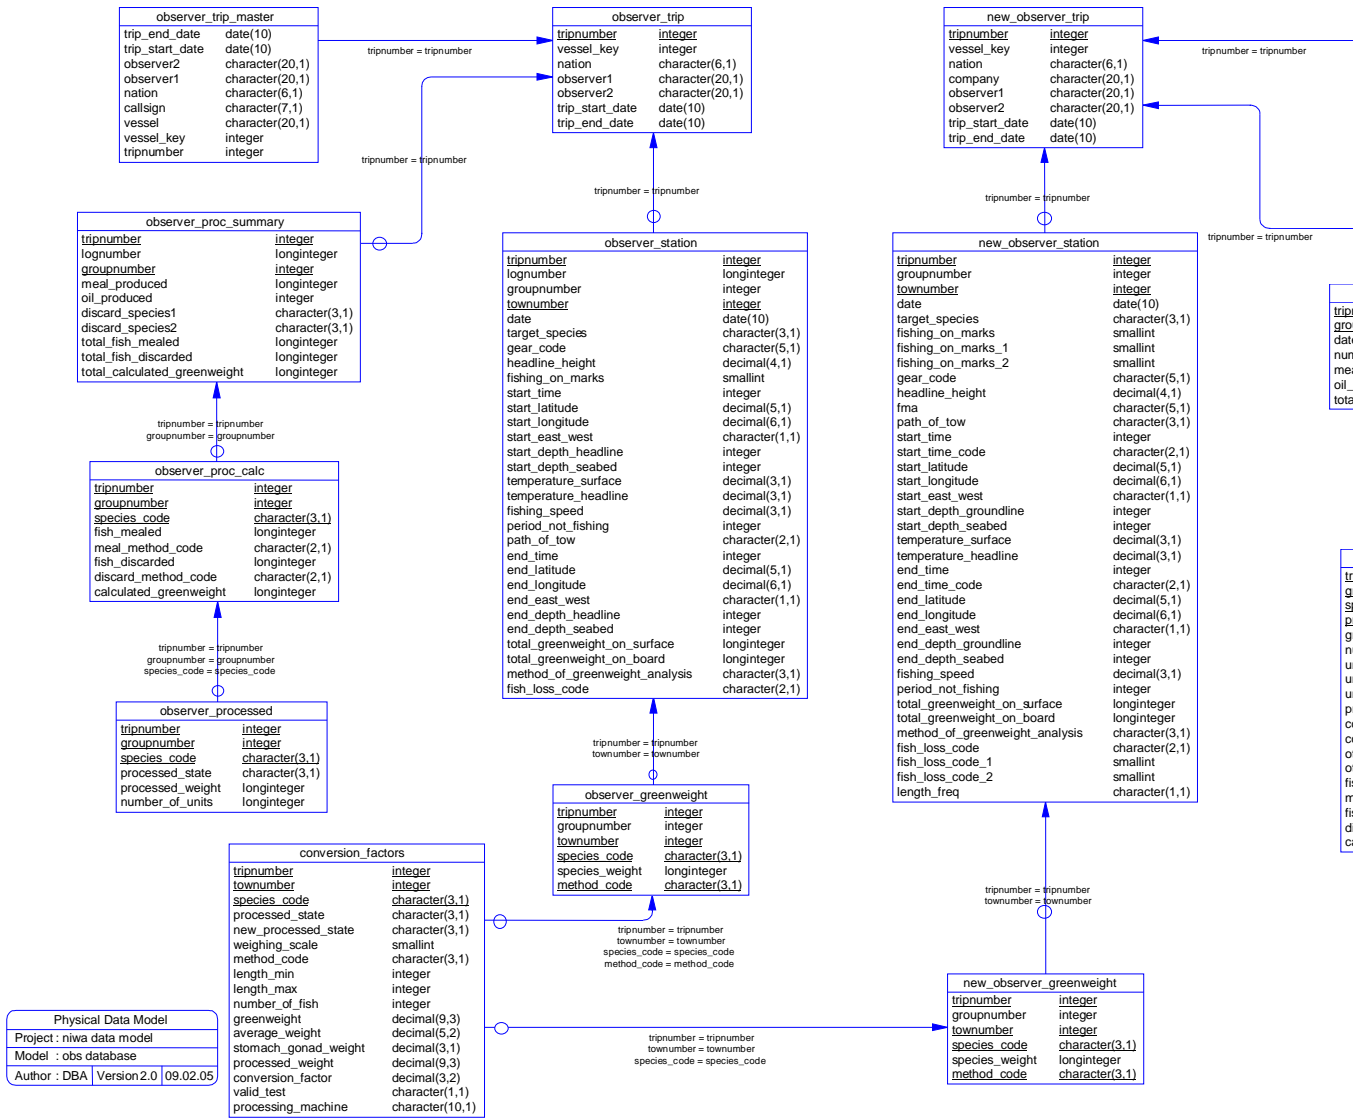 observer_trip_master
trip_end_date date(10)
trip_start_date date(10)
observer2 character(20,1)
observer1 character(20,1)
nation character(6,1)
callsign character(7,1)
vessel character(20,1)
vessel_key integer
tripnumber integer
tripnumber = tripnumber
observer_trip
tripnumber integer
vessel_key integer
nation character(6,1)
observer1 character(20,1)
observer2 character(20,1)
trip_start_date date(10)
trip_end_date date(10)
new_observer_trip
tripnumber integer
vessel_key integer
nation character(6,1)
company character(20,1)
observer1 character(20,1)
observer2 character(20,1)
trip_start_date date(10)
trip_end_date date(10)
tripnumber = tripnumber
tripnumber = tripnumber
tripnumber = tripnumber
tripnumber = tripnumber
tripnumber = tripnumber
observer_proc_summary
tripnumber integer
lognumber longinteger
groupnumber integer
meal_produced longinteger
oil_produced integer
discard_species1 character(3,1)
discard_species2 character(3,1)
total_fish_mealed longinteger
total_fish_discarded longinteger
total_calculated_greenweight longinteger
tripnumber = tripnumber
groupnumber = groupnumber
observer_proc_calc
tripnumber integer
groupnumber integer
species_code character(3,1)
fish_mealed longinteger
meal_method_code character(2,1)
fish_discarded longinteger
discard_method_code character(2,1)
calculated_greenweight longinteger
tripnumber = tripnumber
groupnumber = groupnumber
species_code = species_code
observer_processed
tripnumber integer
groupnumber integer
species_code character(3,1)
processed_state character(3,1)
processed_weight longinteger
number_of_units longinteger
observer_station
tripnumber integer
lognumber longinteger
groupnumber integer
townumber integer
date date(10)
target_species character(3,1)
gear_code character(5,1)
headline_height decimal(4,1)
fishing_on_marks smallint
start_time integer
start_latitude decimal(5,1)
start_longitude decimal(6,1)
start_east_west character(1,1)
start_depth_headline integer
start_depth_seabed integer
temperature_surface decimal(3,1)
temperature_headline decimal(3,1)
fishing_speed decimal(3,1)
period_not_fishing integer
path_of_tow character(2,1)
end_time integer
end_latitude decimal(5,1)
end_longitude decimal(6,1)
end_east_west character(1,1)
end_depth_headline integer
end_depth_seabed integer
total_greenweight_on_surface longinteger
total_greenweight_on_board longinteger
method_of_greenweight_analysis character(3,1)
fish_loss_code character(2,1)
tripnumber = tripnumber
townumber = townumber
observer_greenweight
tripnumber integer
groupnumber integer
townumber integer
species_code character(3,1)
species_weight longinteger
method_code character(3,1)
tripnumber = tripnumber
townumber = townumber
species_code = species_code
method_code = method_code
new_observer_station
tripnumber integer
groupnumber integer
townumber integer
date date(10)
target_species character(3,1)
fishing_on_marks smallint
fishing_on_marks_1 smallint
fishing_on_marks_2 smallint
gear_code character(5,1)
headline_height decimal(4,1)
fma character(5,1)
path_of_tow character(3,1)
start_time integer
start_time_code character(2,1)
start_latitude decimal(5,1)
start_longitude decimal(6,1)
start_east_west character(1,1)
start_depth_groundline integer
start_depth_seabed integer
temperature_surface decimal(3,1)
temperature_headline decimal(3,1)
end_time integer
end_time_code character(2,1)
end_latitude decimal(5,1)
end_longitude decimal(6,1)
end_east_west character(1,1)
end_depth_groundline integer
end_depth_seabed integer
fishing_speed decimal(3,1)
period_not_fishing integer
total_greenweight_on_surface longinteger
total_greenweight_on_board longinteger
method_of_greenweight_analysis character(3,1)
fish_loss_code character(2,1)
fish_loss_code_1 smallint
fish_loss_code_2 smallint
length_freq character(1,1)
tripnumber = tripnumber
townumber = townumber
new_observer_greenweight
tripnumber integer
groupnumber integer
townumber integer
species_code character(3,1)
species_weight longinteger
method_code character(3,1)
conversion_factors
tripnumber integer
townumber integer
species_code character(3,1)
processed_state character(3,1)
new_processed_state character(3,1)
weighing_scale smallint
method_code character(3,1)
length_min integer
length_max integer
number_of_fish integer
greenweight decimal(9,3)
average_weight decimal(5,2)
stomach_gonad_weight decimal(3,1)
processed_weight decimal(9,3)
conversion_factor decimal(3,2)
valid_test character(1,1)
processing_machine character(10,1)
tripnumber = tripnumber
townumber = townumber
species_code = species_code
Physical Data Model
Project : niwa data model
Model : obs database
Author : DBA Version 2.0 09.02.05